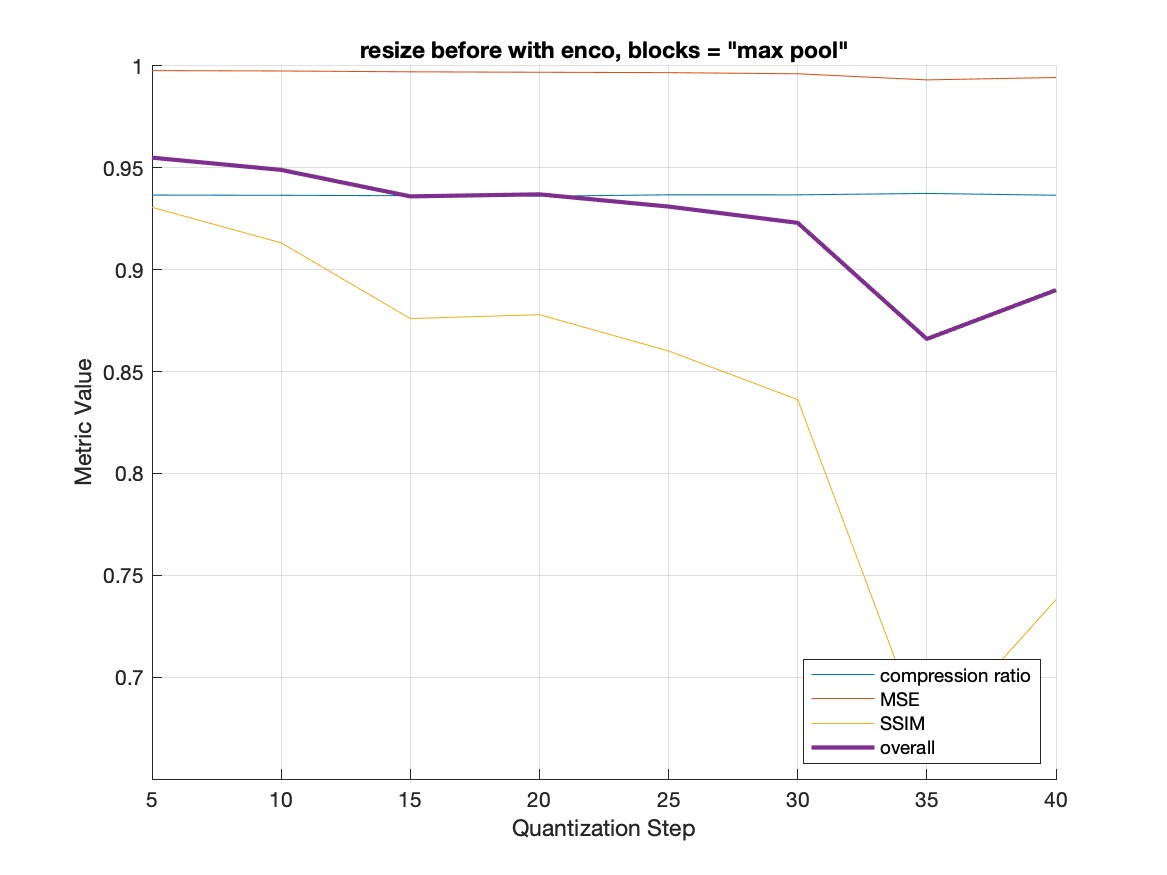 resize before with enco, blocks = "max pool"
1
0.95
0.9
0.85
0.8
0.75
0.7
Metric Value
compression ratio
MSE
SSIM
overall
5 10 15 20 25 30 35 40
Quantization Step